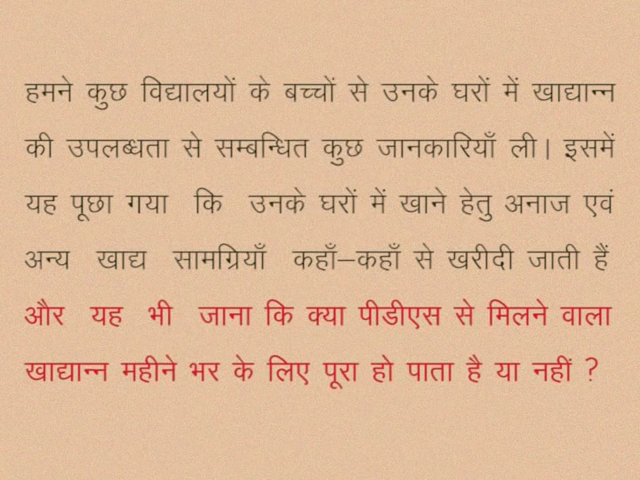 हमने कुछ विद्यालयों के बच्चों से उनके घरों में खाद्यान्न
की उपलब्धता से सम्बन्धित कुछ जानकारियाँ ली। इसमें
यह पूछा गया कि उनके घरों में खाने हेतु अनाज एवं
अन्य खाद्य सामग्रियाँ कहाँ–कहाँ से खरीदी जाती हैं
और यह भी जाना कि क्या पीडीएस से मिलने वाला
खाद्यान्न महीने भर के लिए पूरा हो पाता है या नहीं ?